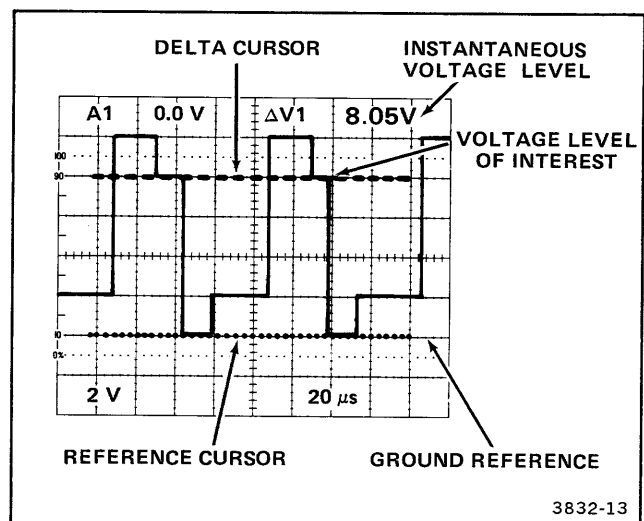 DELTA CURSOR
INSTANTANEOUS
VOLTAGE LEVEL
A1 0.0 V ΔV1 8.05V
VOLTAGE LEVEL
OF INTEREST
100
90
10
0%
2 V 20 μs
REFERENCE CURSOR
GROUND REFERENCE
3832-13